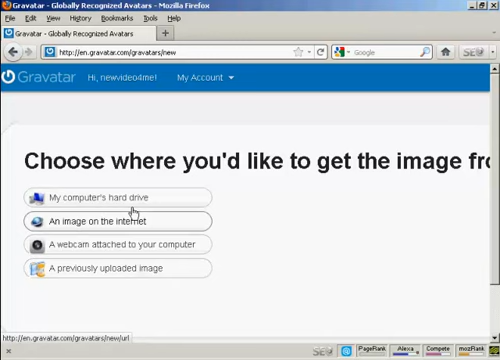 Gravatar - Globally Recognized Avatars - Mozilla Firefox
File Edit View History Bookmarks Tools Help
Gravatar - Globally Recognized Avatars
http://en.gravatar.com/gravatars/new
Google
SEO
Gravatar Hi, newvideo4me! My Account
Choose where you'd like to get the image fro
My computer's hard drive
An image on the internet
A webcam attached to your computer
A previously uploaded image
http://en.gravatar.com/gravatars/new/url
SEO PageRank Alexa Compete mozRank